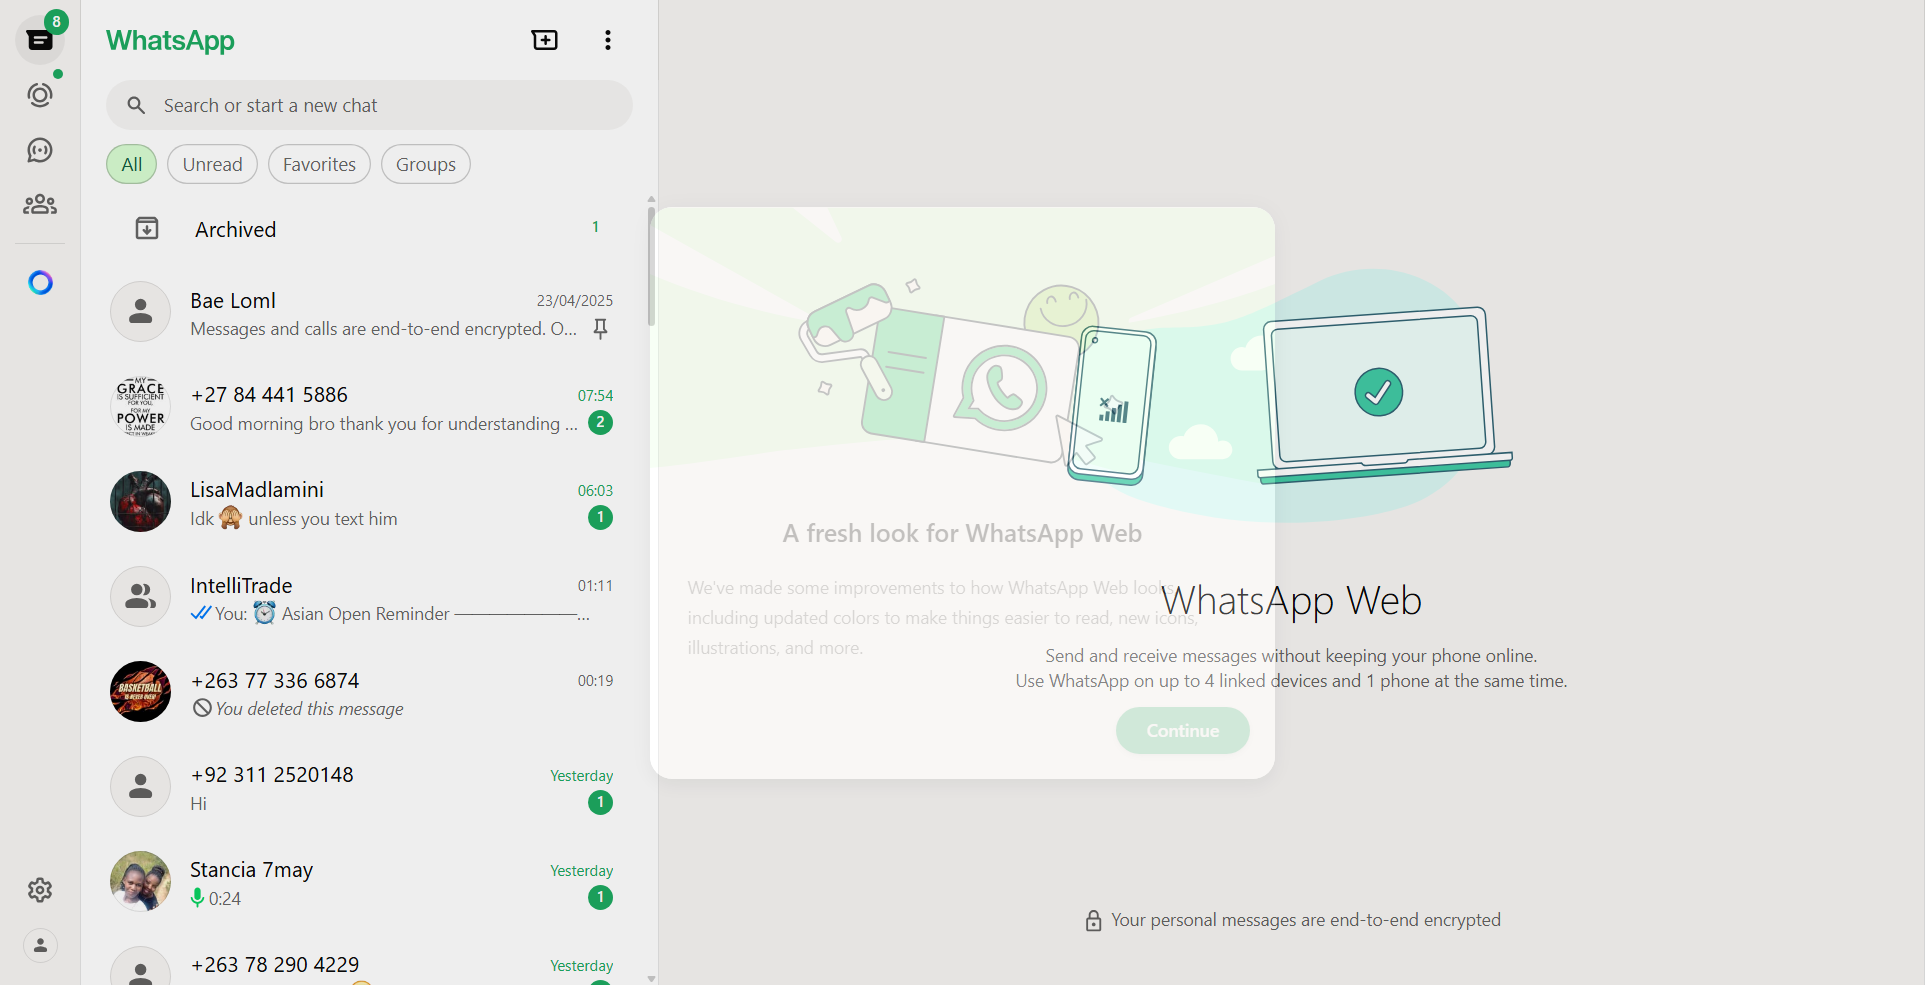 8
WhatsApp
Search or start a new chat
All
Unread
Favorites
Groups
Archived
1
Bae Loml
23/04/2025
Messages and calls are end-to-end encrypted. O...
MY
GRACE
IS SUFFICIENT
FOR YOU,
FOR MY
POWER
IS MADE
+27 84 441 5886
07:54
Good morning bro thank you for understanding ...
2
LisaMadlamini
06:03
Idk 🙈 unless you text him
1
IntelliTrade
01:11
You: ⏰ Asian Open Reminder ———————...
BASKETBALL
IS NEVER OVER!
+263 77 336 6874
00:19
You deleted this message
+92 311 2520148
Yesterday
Hi
1
Stancia 7may
Yesterday
0:24
1
+263 78 290 4229
Yesterday
A fresh look for WhatsApp Web
We've made some improvements to how WhatsApp Web looks,
including updated colors to make things easier to read, new icons,
illustrations, and more.
Continue
WhatsApp Web
Send and receive messages without keeping your phone online.
Use WhatsApp on up to 4 linked devices and 1 phone at the same time.
Your personal messages are end-to-end encrypted